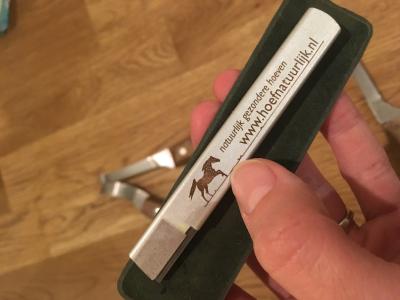 natuurlijk gezondere hoeven
www.hoefnatuurlijk.nl